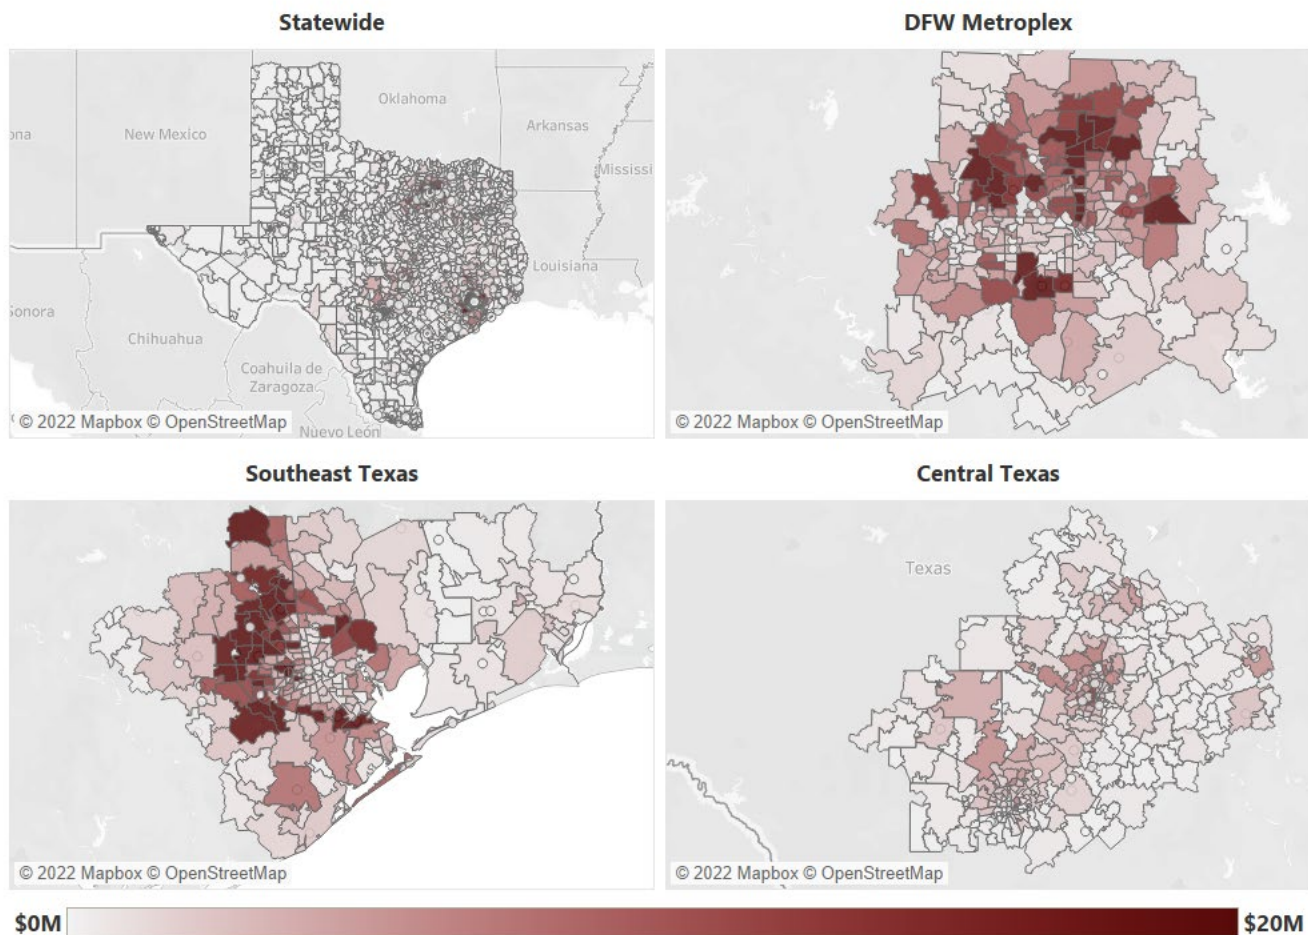 Statewide
DFW Metroplex
Oklahoma
ona
New Mexico
Arkansas
Mississi
Louisiana
Sonora
Chihuahua
Coahuila de
Zaragoza
Nuevo León
© 2022 Mapbox © OpenStreetMap
© 2022 Mapbox © OpenStreetMap
Southeast Texas
Central Texas
Texas
© 2022 Mapbox © OpenStreetMap
© 2022 Mapbox © OpenStreetMap
$0M
$20M